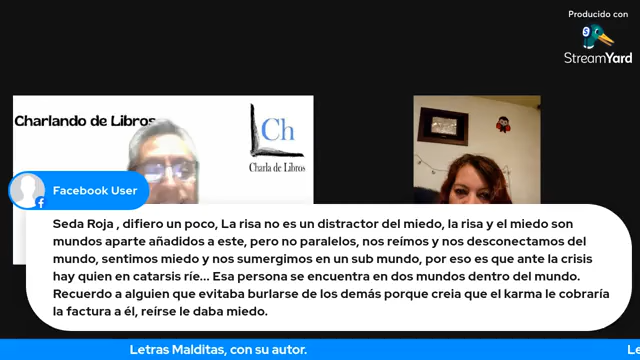 Producido con
StreamYard
Charlando de Libros
Ch
Charla de Libros
Facebook User
Seda Roja , difiero un poco, La risa no es un distractor del miedo, la risa y el miedo son
mundos aparte añadidos a este, pero no paralelos, nos reímos y nos desconectamos del
mundo, sentimos miedo y nos sumergimos en un sub mundo, por eso es que ante la crisis
hay quien en catarsis ríe... Esa persona se encuentra en dos mundos dentro del mundo.
Recuerdo a alguien que evitaba burlarse de los demás porque creia que el karma le cobraría
la factura a él, reírse le daba miedo.
Letras Malditas, con su autor.
Le